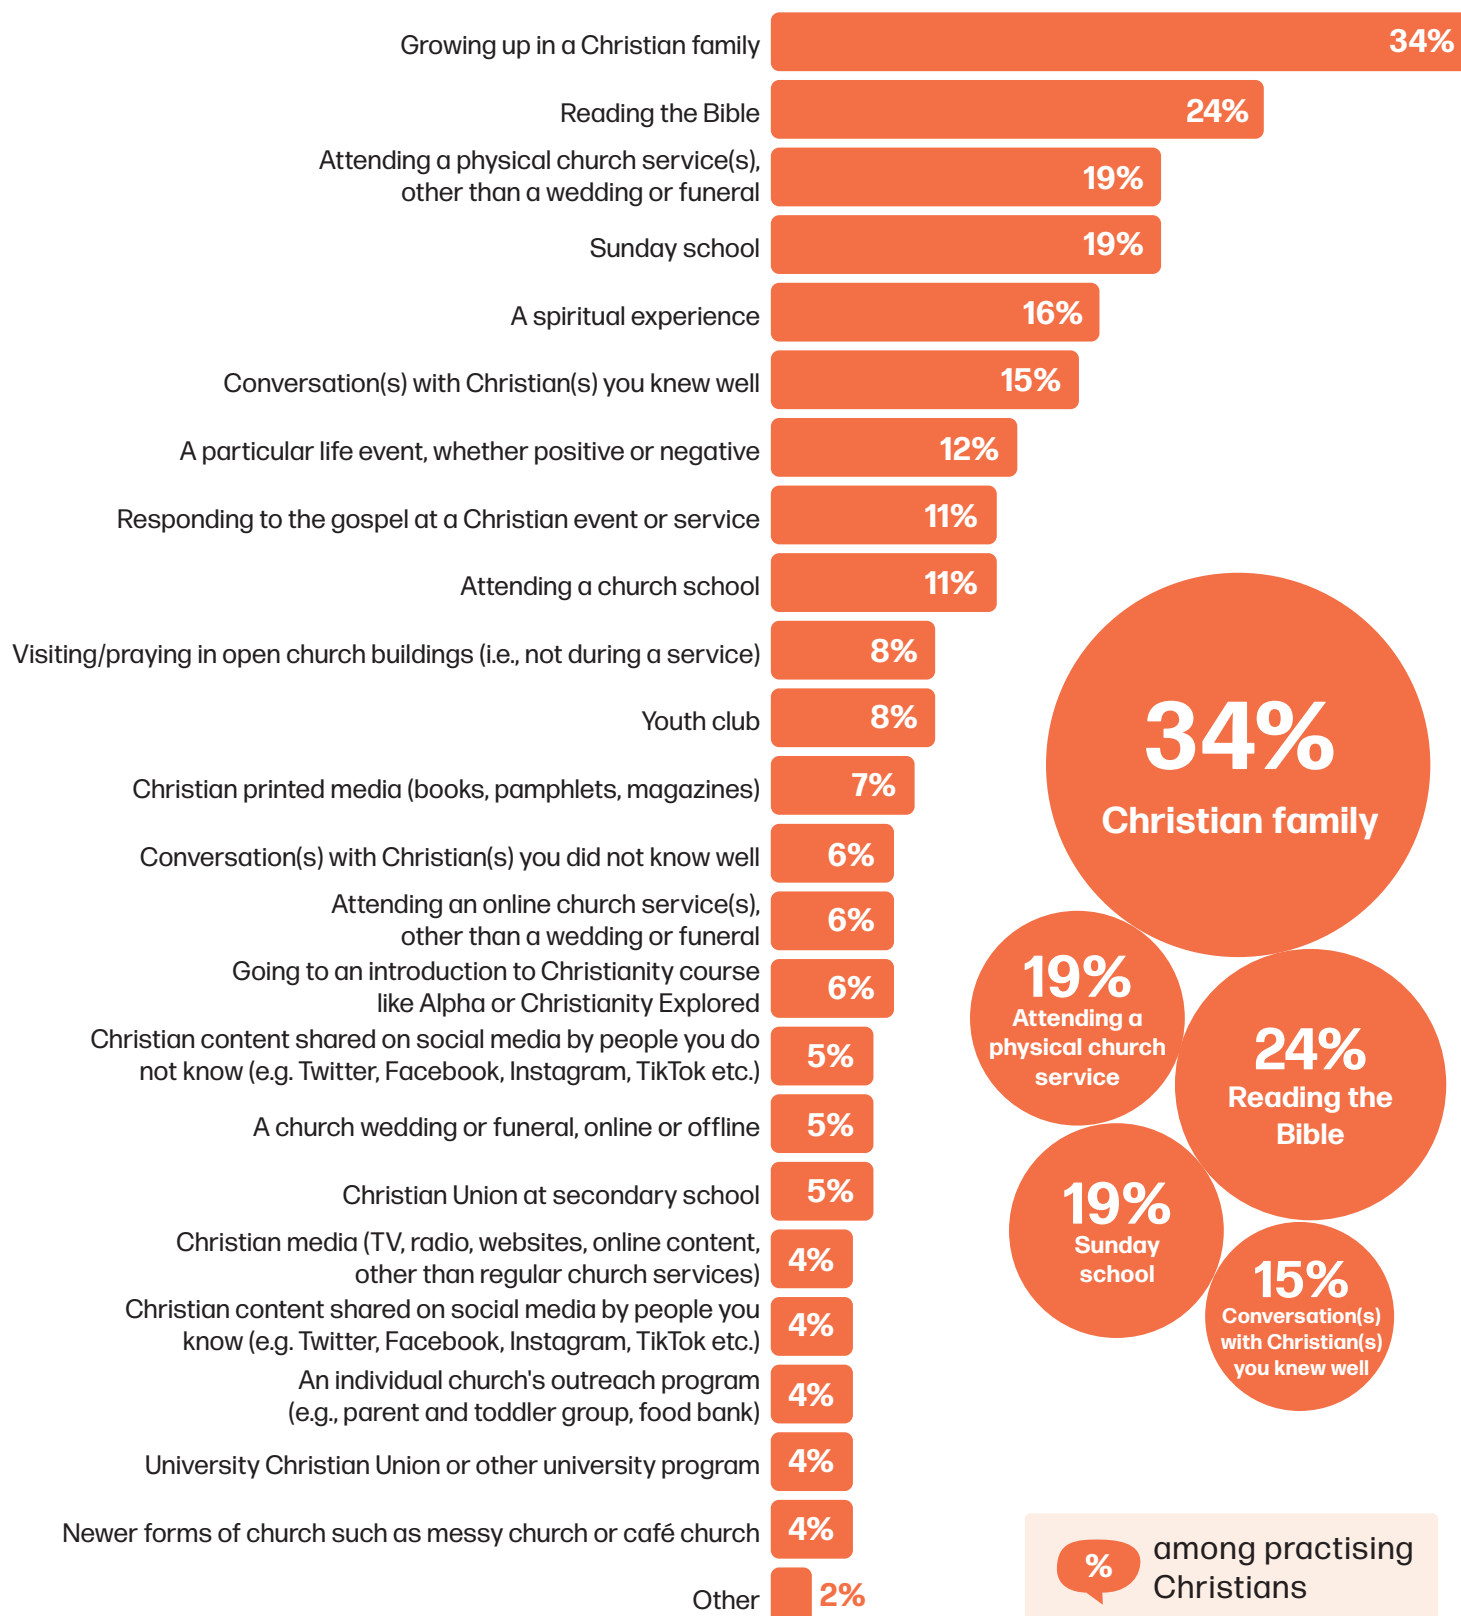 Growing up in a Christian family 34%
Reading the Bible 24%
Attending a physical church service(s),
other than a wedding or funeral 19%
Sunday school 19%
A spiritual experience 16%
Conversation(s) with Christian(s) you knew well 15%
A particular life event, whether positive or negative 12%
Responding to the gospel at a Christian event or service 11%
Attending a church school 11%
Visiting/praying in open church buildings (i.e., not during a service) 8%
Youth club 8%
Christian printed media (books, pamphlets, magazines) 7%
Conversation(s) with Christian(s) you did not know well 6%
Attending an online church service(s),
other than a wedding or funeral 6%
Going to an introduction to Christianity course
like Alpha or Christianity Explored 6%
Christian content shared on social media by people you do
not know (e.g. Twitter, Facebook, Instagram, TikTok etc.) 5%
A church wedding or funeral, online or offline 5%
Christian Union at secondary school 5%
Christian media (TV, radio, websites, online content,
other than regular church services) 4%
Christian content shared on social media by people you
know (e.g. Twitter, Facebook, Instagram, TikTok etc.) 4%
An individual church's outreach program
(e.g., parent and toddler group, food bank) 4%
University Christian Union or other university program 4%
Newer forms of church such as messy church or café church 4%
Other 2%
34%
Christian family
19%
Attending a
physical church
service
24%
Reading the
Bible
19%
Sunday
school
15%
Conversation(s)
with Christian(s)
you knew well
% among practising
Christians